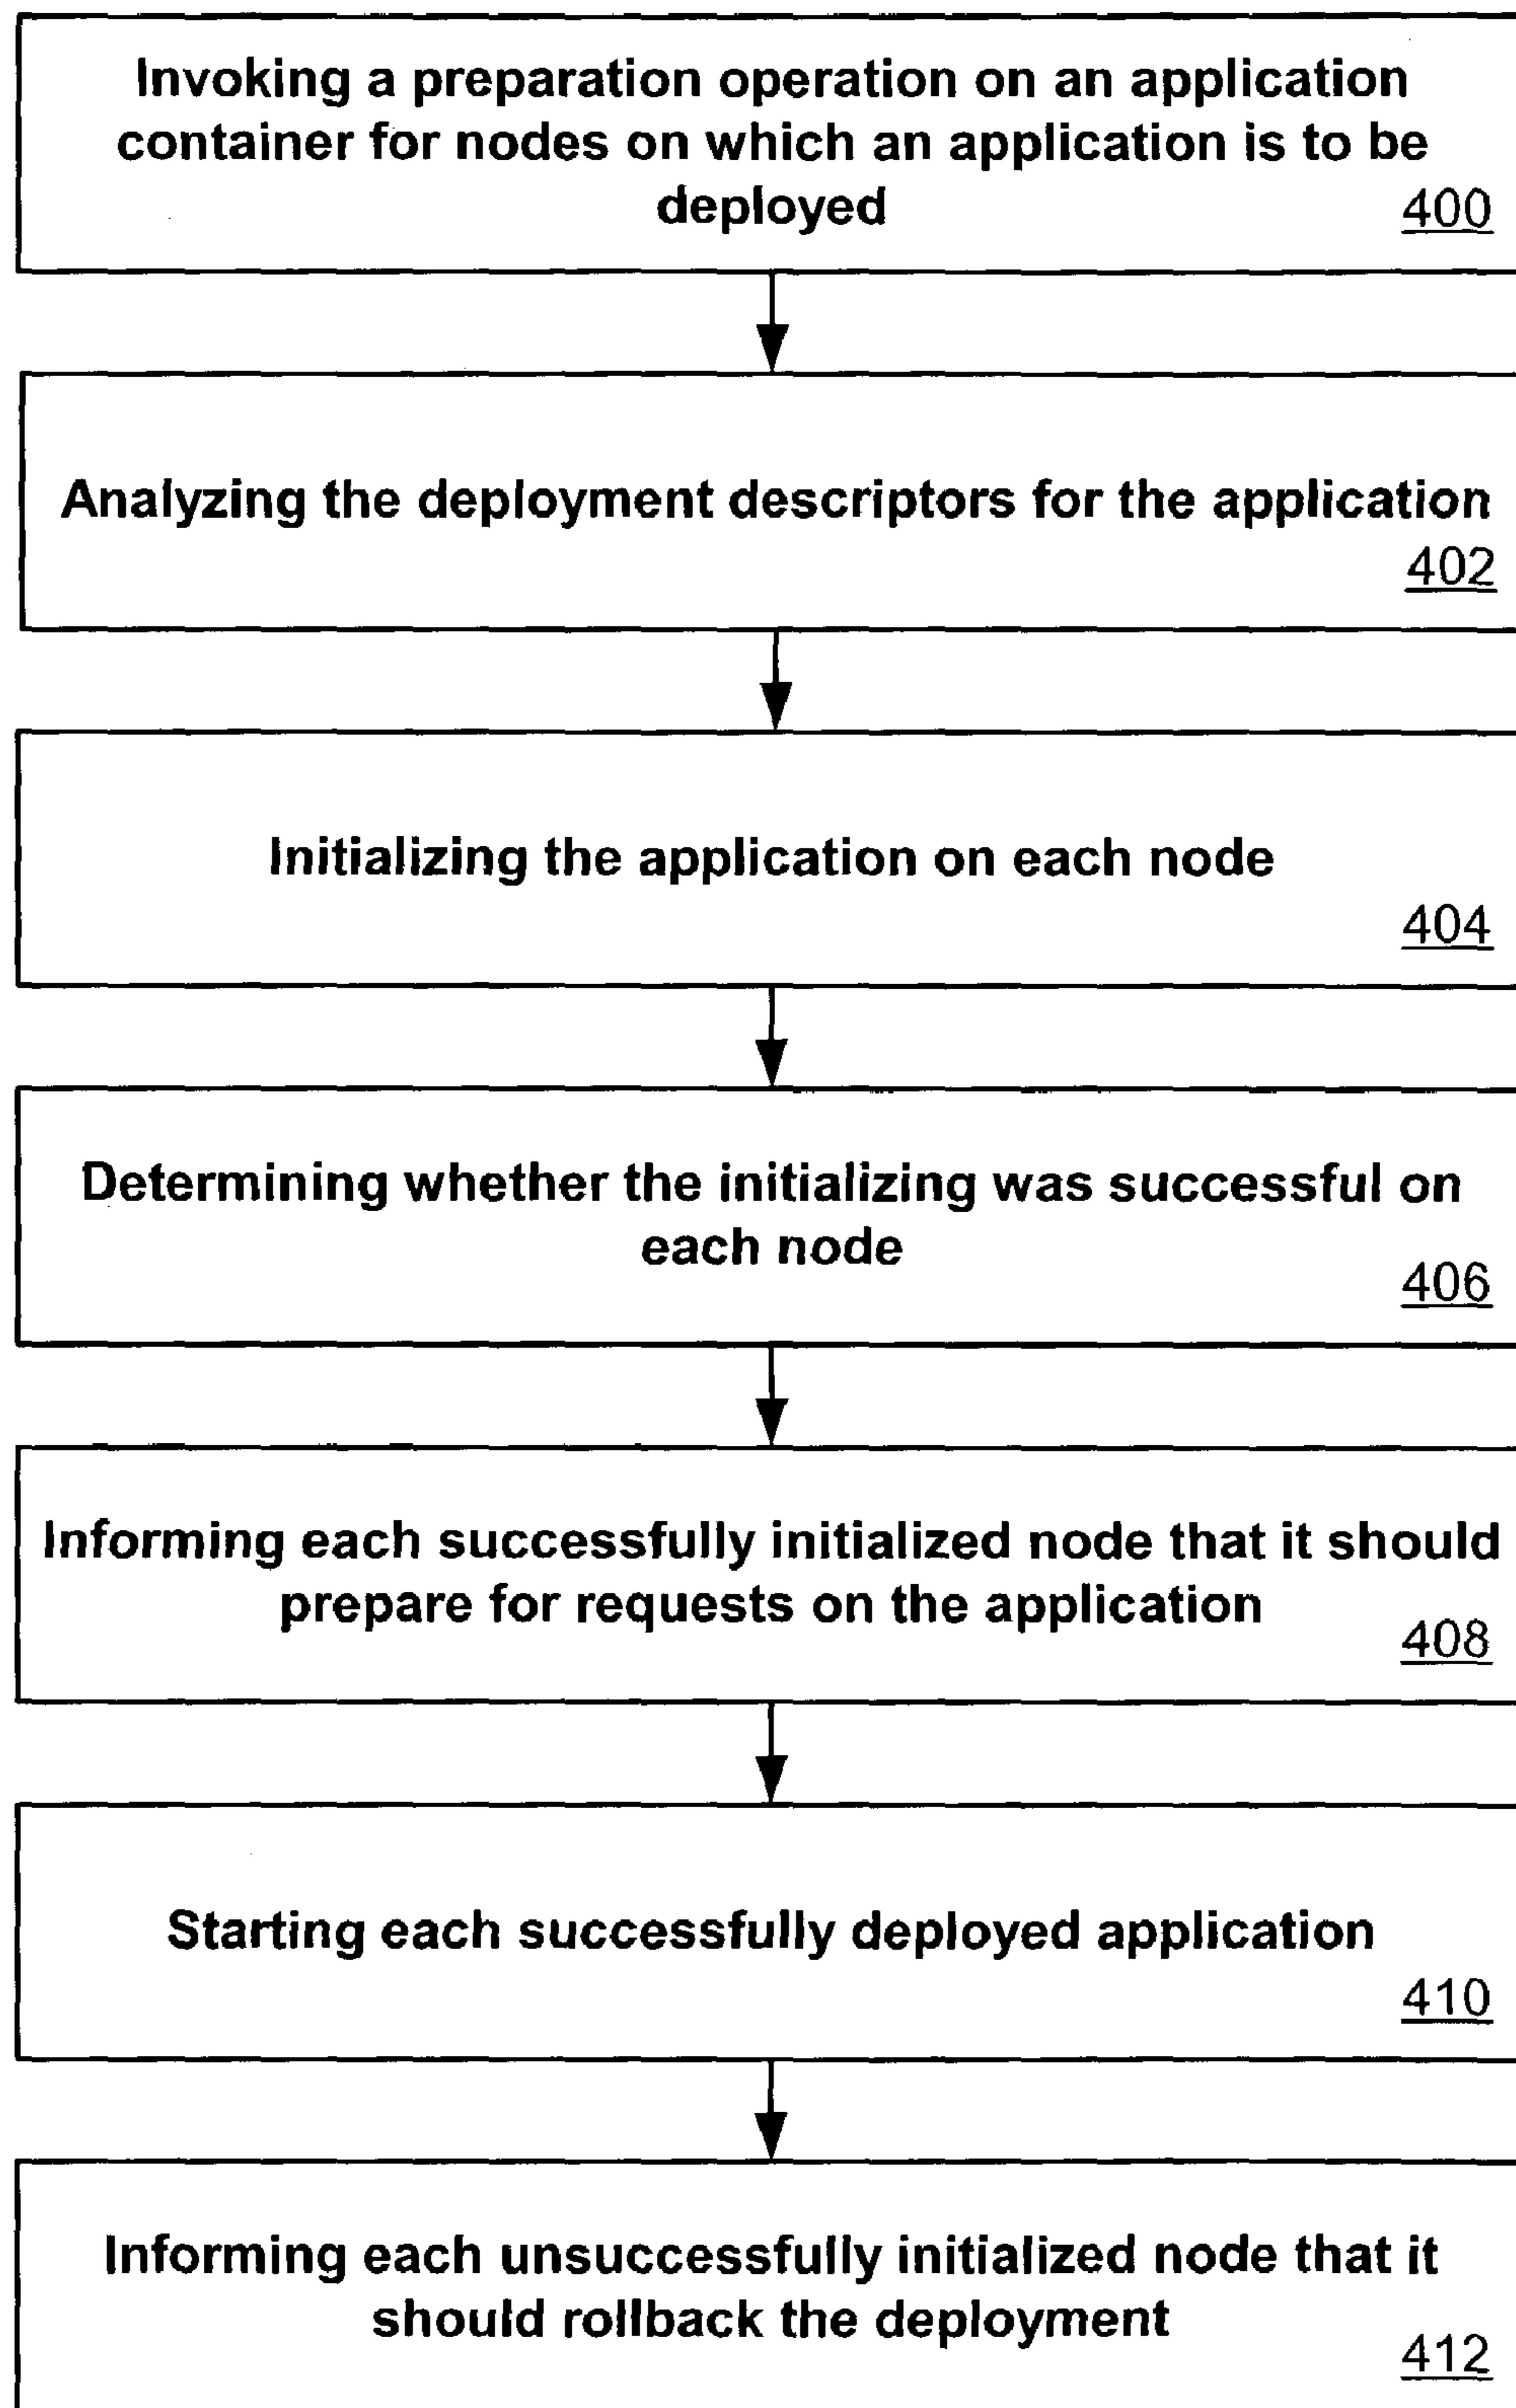 Invoking a preparation operation on an application
container for nodes on which an application is to be
deployed
400
Analyzing the deployment descriptors for the application
402
Initializing the application on each node
404
Determining whether the initializing was successful on
each node
406
Informing each successfully initialized node that it should
prepare for requests on the application
408
Starting each successfully deployed application
410
Informing each unsuccessfully initialized node that it
should rollback the deployment
412